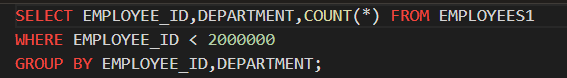 SELECT EMPLOYEE_ID,DEPARTMENT,COUNT(*) FROM EMPLOYEES1
WHERE EMPLOYEE_ID < 2000000
GROUP BY EMPLOYEE_ID,DEPARTMENT;